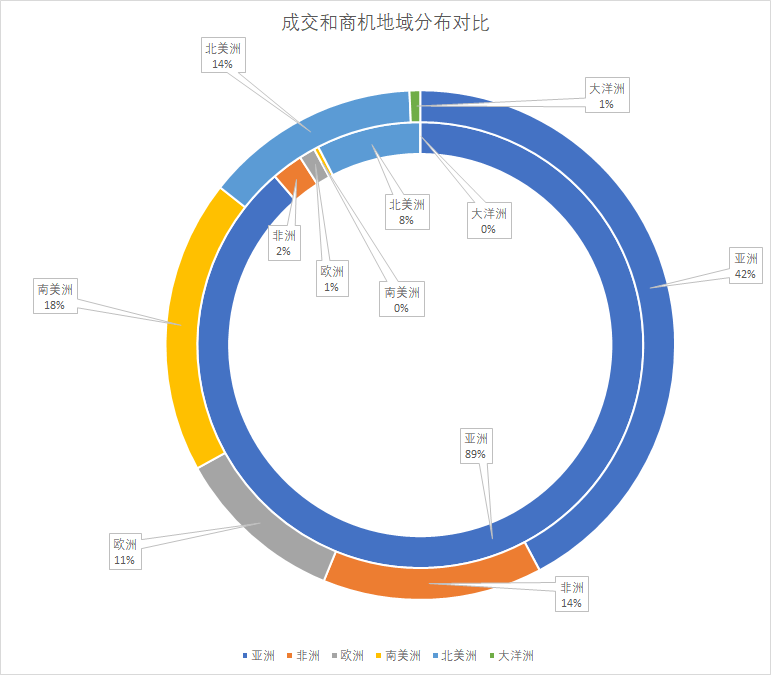 成交和商机地域分布对比
北美洲
14%
大洋洲
1%
北美洲
8%
大洋洲
0%
非洲
2%
欧洲
1%
南美洲
0%
亚洲
42%
南美洲
18%
亚洲
89%
欧洲
11%
非洲
14%
亚洲 非洲 欧洲 南美洲 北美洲 大洋洲